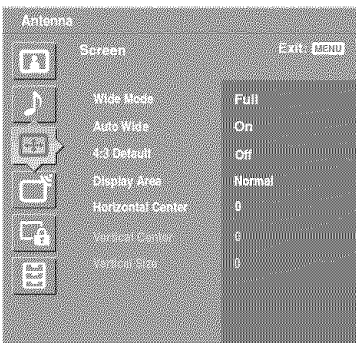 Antenna
Screen
Exit: MENU
Wide Mode Full
Auto Wide On
4:3 Default Off
Display Area Normal
Horizontal Center 0
Vertical Center 0
Vertical Size 0